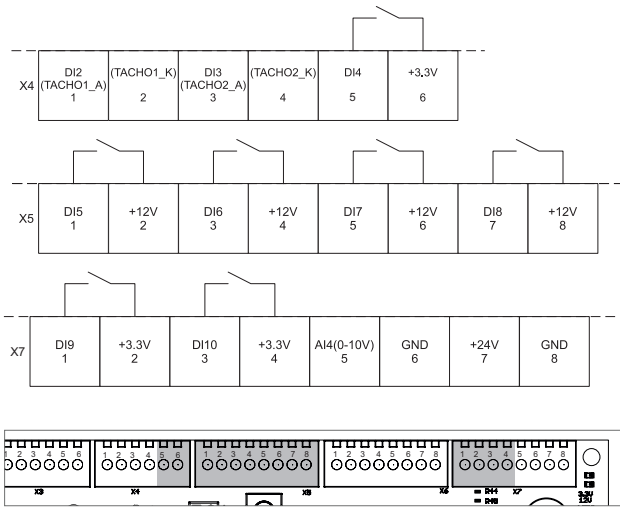 X4
DI2
(TACHO1_A)
1
(TACHO1_K)
2
DI3
(TACHO2_A)
3
(TACHO2_K)
4
DI4
5
+3.3V
6
X5
DI5
1
+12V
2
DI6
3
+12V
4
DI7
5
+12V
6
DI8
7
+12V
8
X7
DI9
1
+3.3V
2
DI10
3
+3.3V
4
AI4(0-10V)
5
GND
6
+24V
7
GND
8
1 2 3 4 5 6
1 2 3 4 5 6
1 2 3 4 5 6 7 8
1 2 3 4 5 6 7 8
1 2 3 4 5 6 7 8
X3
X4
X5
X6
R44
X7
R45
3.3V
12V